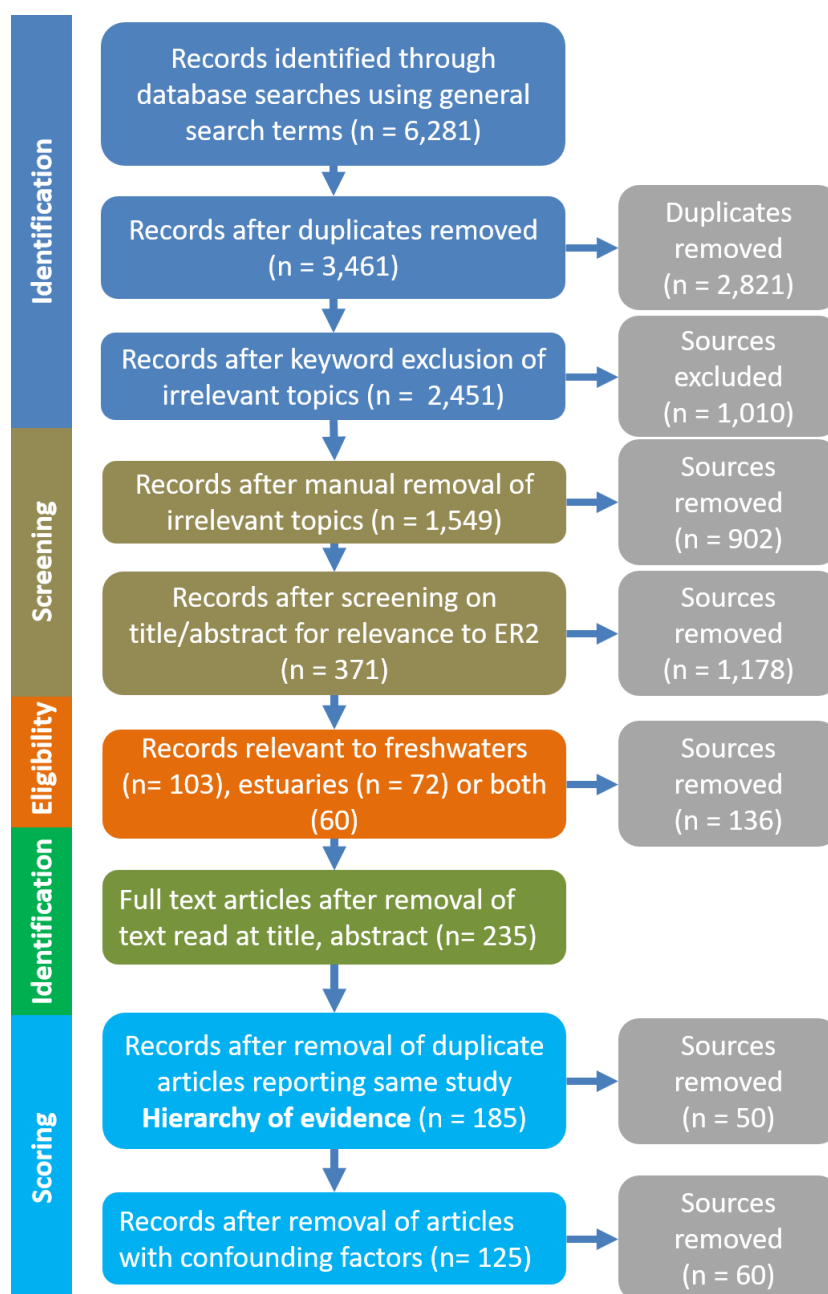 Identification
Records identified through
database searches using general
search terms (n = 6,281)
Records after duplicates removed
(n = 3,461)
Duplicates
removed
(n = 2,821)
Records after keyword exclusion of
irrelevant topics (n =  2,451)
Sources
excluded
(n = 1,010)
Screening
Records after manual removal of
irrelevant topics (n = 1,549)
Sources
removed
(n = 902)
Records after screening on
title/abstract for relevance to ER2
(n = 371)
Sources
removed
(n = 1,178)
Eligibility
Records relevant to freshwaters
(n= 103), estuaries (n = 72) or both
(60)
Sources
removed
(n = 136)
Identification
Full text articles after removal of
text read at title, abstract (n= 235)
Scoring
Records after removal of duplicate
articles reporting same study
Hierarchy of evidence (n = 185)
Sources
removed
(n = 50)
Records after removal of articles
with confounding factors (n= 125)
Sources
removed
(n = 60)